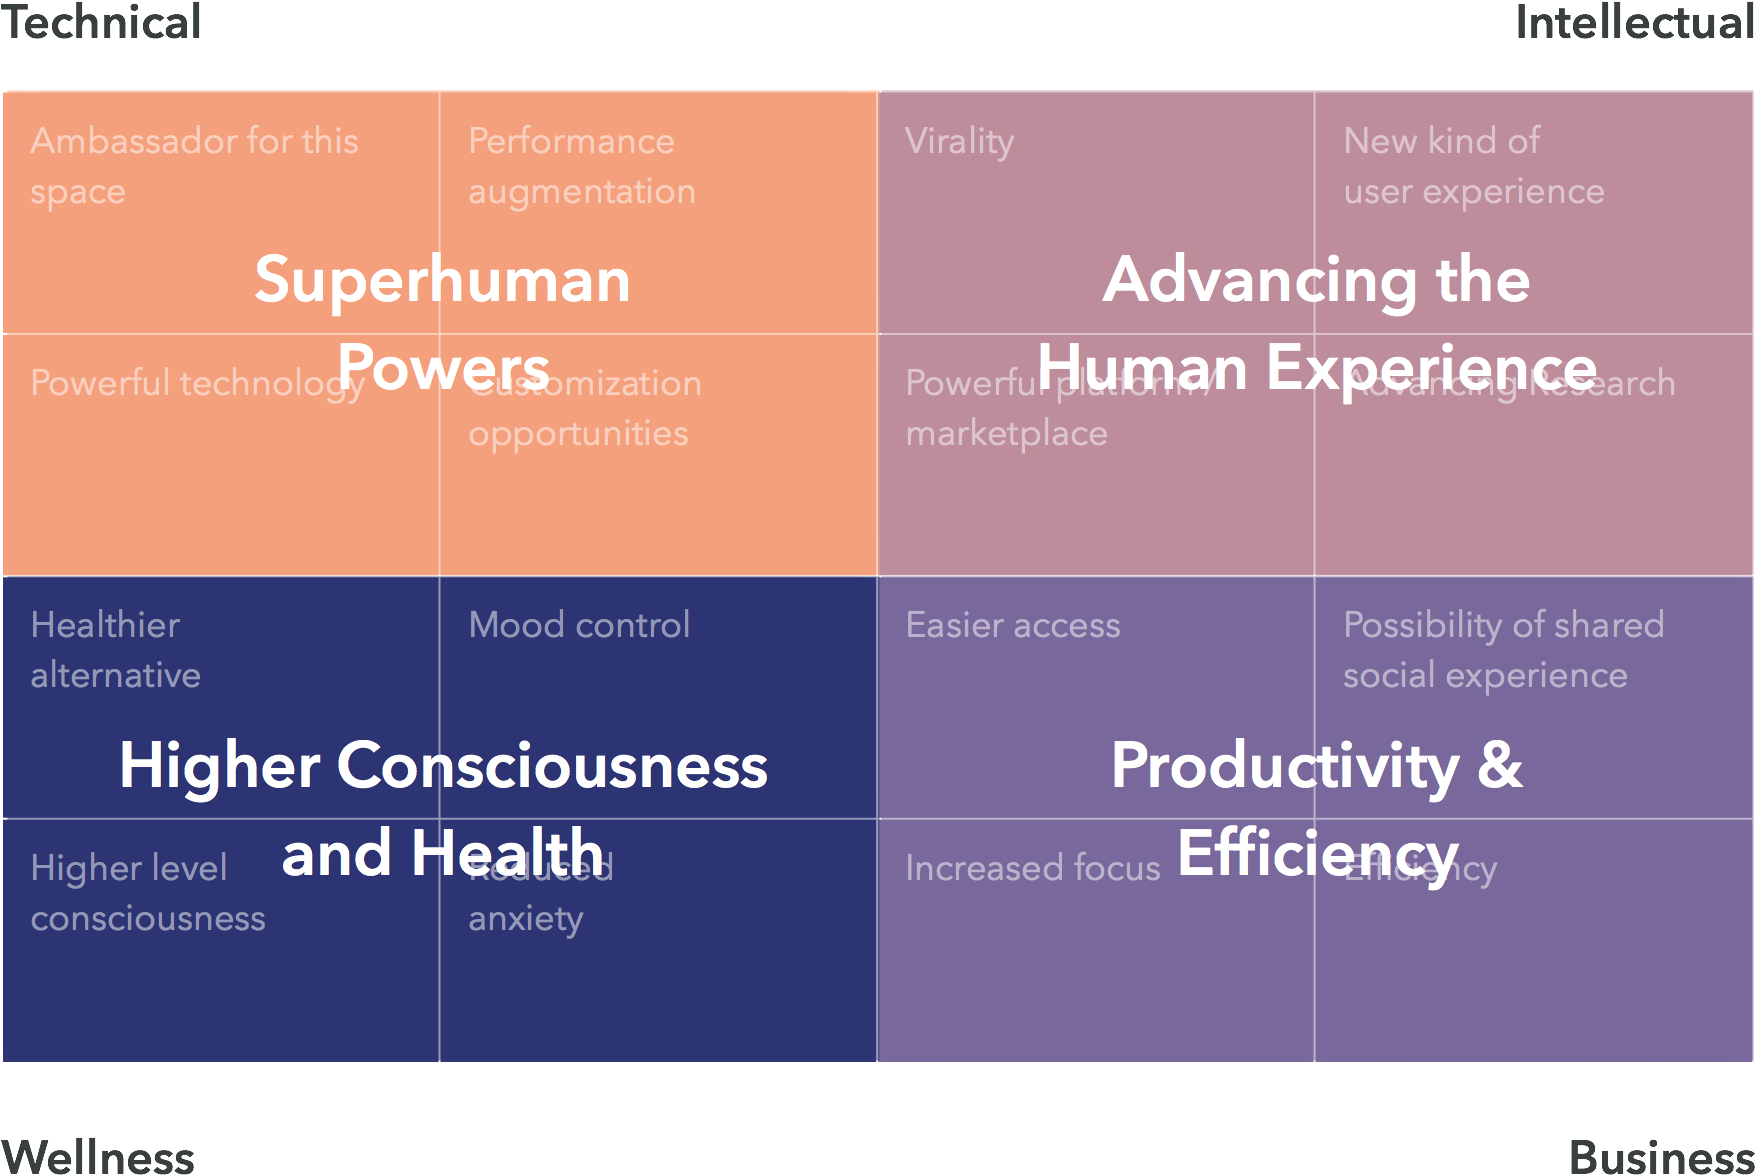 Technical
Intellectual
Ambassador for this
space
Performance
augmentation
Superhuman
Powers
Powerful technology
Customization
opportunities
Virality
New kind of
user experience
Advancing the
Human Experience
Powerful platform /
marketplace
Advancing Research
Healthier
alternative
Mood control
Higher Consciousness
and Health
Higher level
consciousness
Reduced
anxiety
Easier access
Possibility of shared
social experience
Productivity &
Efficiency
Increased focus
Efficiency
Wellness
Business